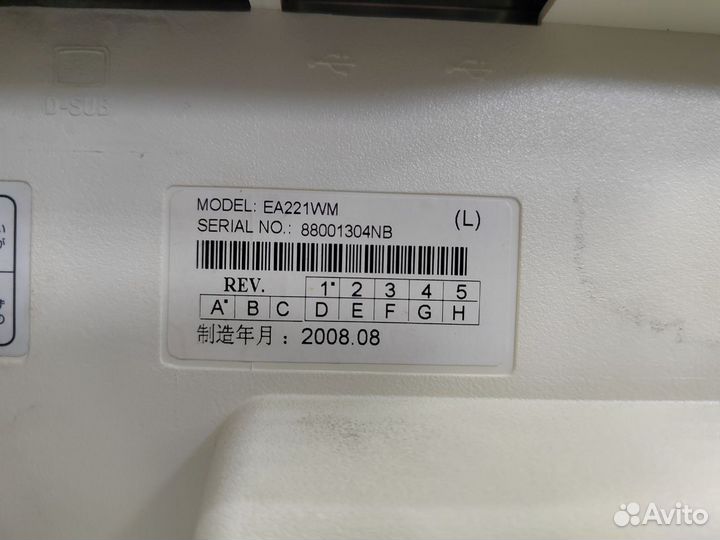 D-SUB
MODEL: EA221WM
(L)
SERIAL NO.: 88001304NB
REV. 1* 2 3 4 5
A* B C D E F G H
制造年月：2008.08
Avito